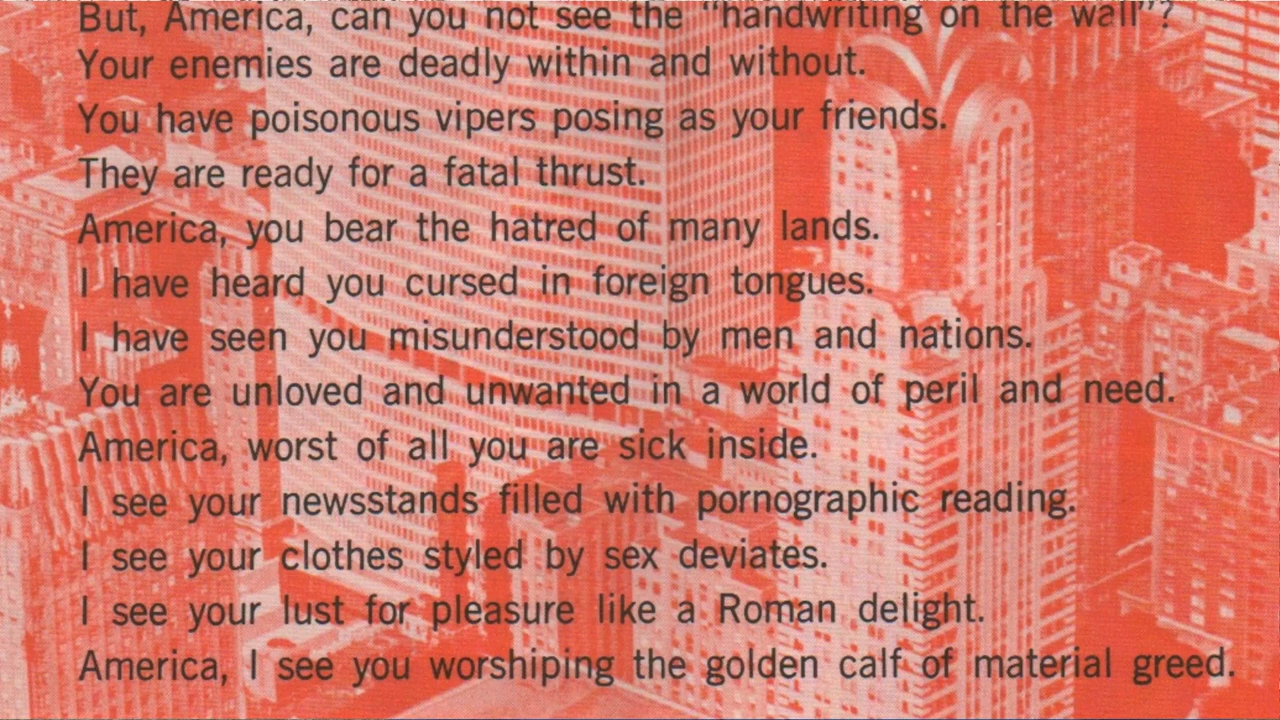 But, America, can you not see the "handwriting on the wall"?
Your enemies are deadly within and without.
You have poisonous vipers posing as your friends.
They are ready for a fatal thrust.
America, you bear the hatred of many lands.
I have heard you cursed in foreign tongues.
I have seen you misunderstood by men and nations.
You are unloved and unwanted in a world of peril and need.
America, worst of all you are sick inside.
I see your newsstands filled with pornographic reading.
I see your clothes styled by sex deviates.
I see your lust for pleasure like a Roman delight.
America, I see you worshiping the golden calf of material greed.